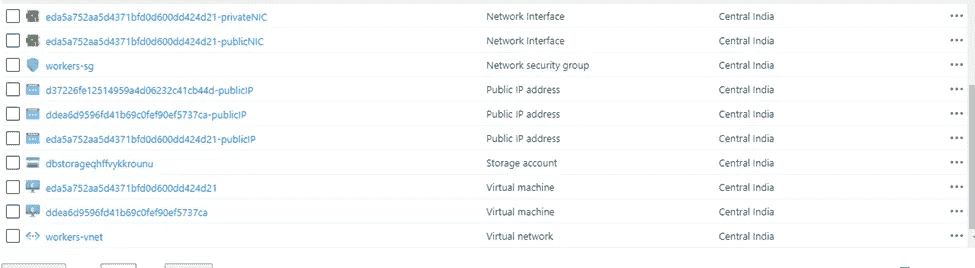 eda5a752aa5d4371bfd0d600dd424d21-privateNIC Network Interface Central India
eda5a752aa5d4371bfd0d600dd424d21-publicNIC Network Interface Central India
workers-sg Network security group Central India
d37226fe12514959a4d06232c41cb44d-publicIP Public IP address Central India
ddea6d9596fd41b69c0fef90ef5737ca-publicIP Public IP address Central India
eda5a752aa5d4371bfd0d600dd424d21-publicIP Public IP address Central India
dbstorageqhffvykkrounu Storage account Central India
eda5a752aa5d4371bfd0d600dd424d21 Virtual machine Central India
ddea6d9596fd41b69c0fef90ef5737ca Virtual machine Central India
workers-vnet Virtual network Central India